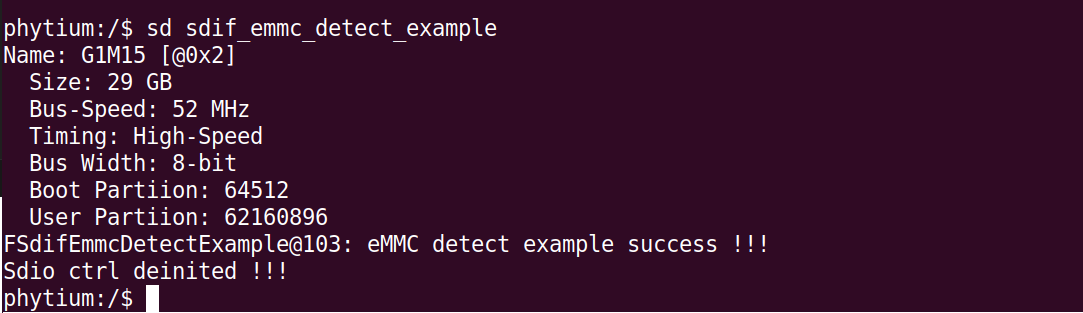 phytium:/$ sd sdif_emmc_detect_example
Name: G1M15 [@0x2]
  Size: 29 GB
  Bus-Speed: 52 MHz
  Timing: High-Speed
  Bus Width: 8-bit
  Boot Partiion: 64512
  User Partiion: 62160896
FSdifEmmcDetectExample@103: eMMC detect example success !!!
Sdio ctrl deinited !!!
phytium:/$